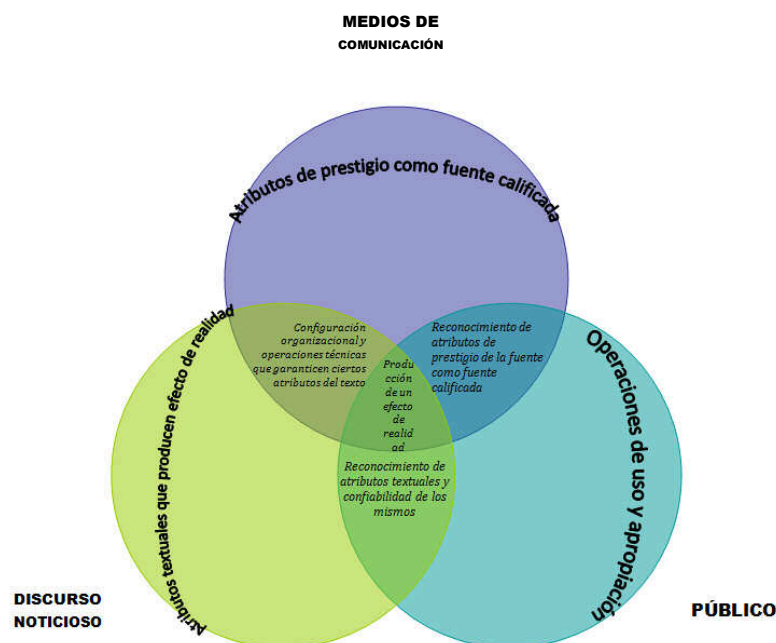 MEDIOS DE
COMUNICACIÓN
Atributos de prestigio como fuente calificada
Configuración
organizacional y
operaciones técnicas
que garanticen ciertos
atributos del texto
Reconocimiento de
atributos de
prestigio de la fuente
como fuente
calificada
Produ
cción
de un
efecto
de
realid
ad
Reconocimiento de
atributos textuales y
confiabilidad de los
mismos
Atributos textuales que producen efecto de realidad
Operaciones de uso y apropiación
DISCURSO
NOTICIOSO
PÚBLICO